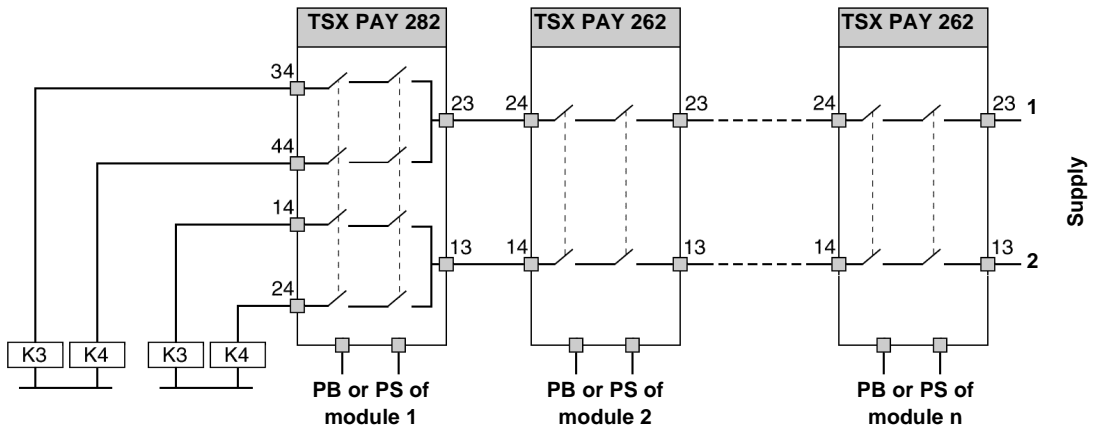 TSX PAY 282 TSX PAY 262 TSX PAY 262
34
23 24 23 24 23 1
44
Supply
14
13 14 13 14 13 2
24
K3 K4 K3 K4
PB or PS of PB or PS of PB or PS of
module 1 module 2 module n